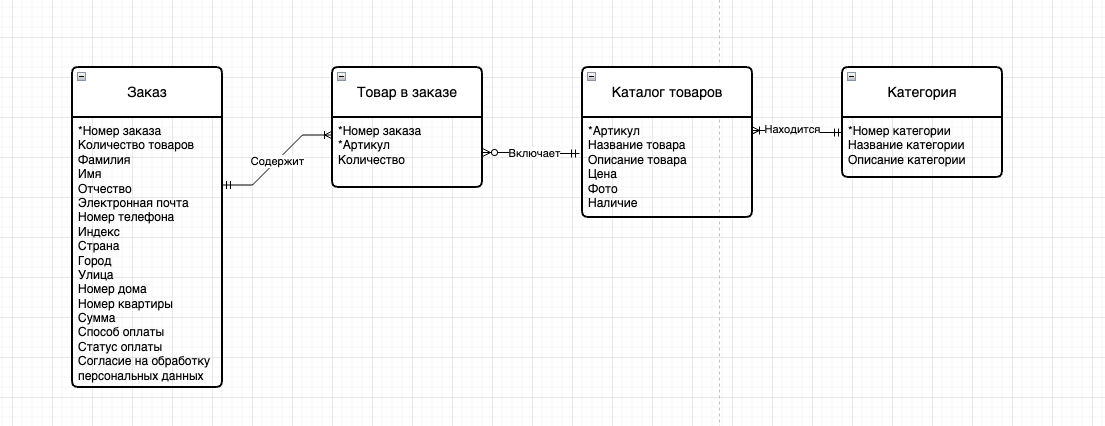 Заказ
*Номер заказа
Количество товаров
Фамилия
Имя
Отчество
Электронная почта
Номер телефона
Индекс
Страна
Город
Улица
Номер дома
Номер квартиры
Сумма
Способ оплаты
Статус оплаты
Согласие на обработку
персональных данных
Содержит
Товар в заказе
*Номер заказа
*Артикул
Количество
Включает
Каталог товаров
*Артикул
Название товара
Описание товара
Цена
Фото
Наличие
Находится
Категория
*Номер категории
Название категории
Описание категории